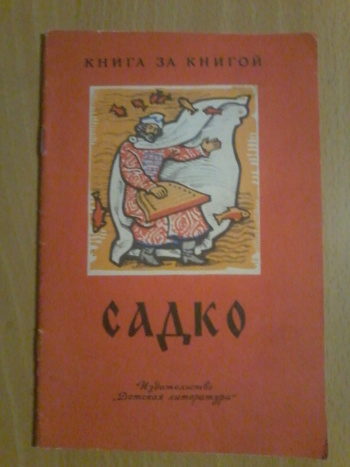 КНИГА ЗА КНИГОЙ
САДКО
Издательство
„Детская литература“